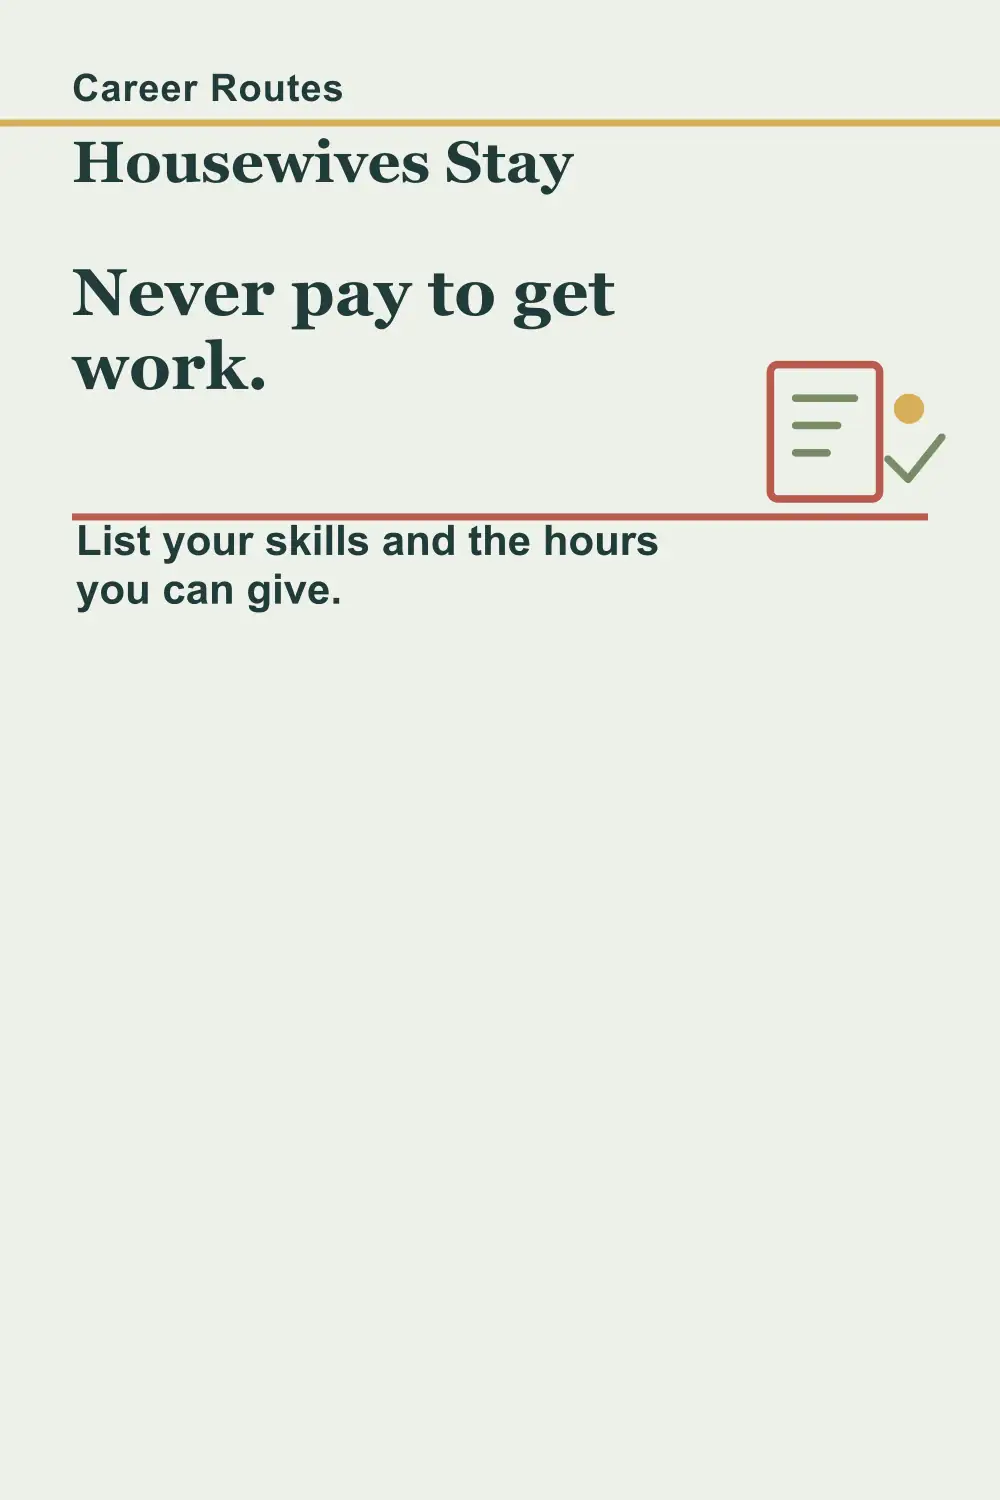 Career Routes
Housewives Stay
Never pay to get
work.
List your skills and the hours
you can give.